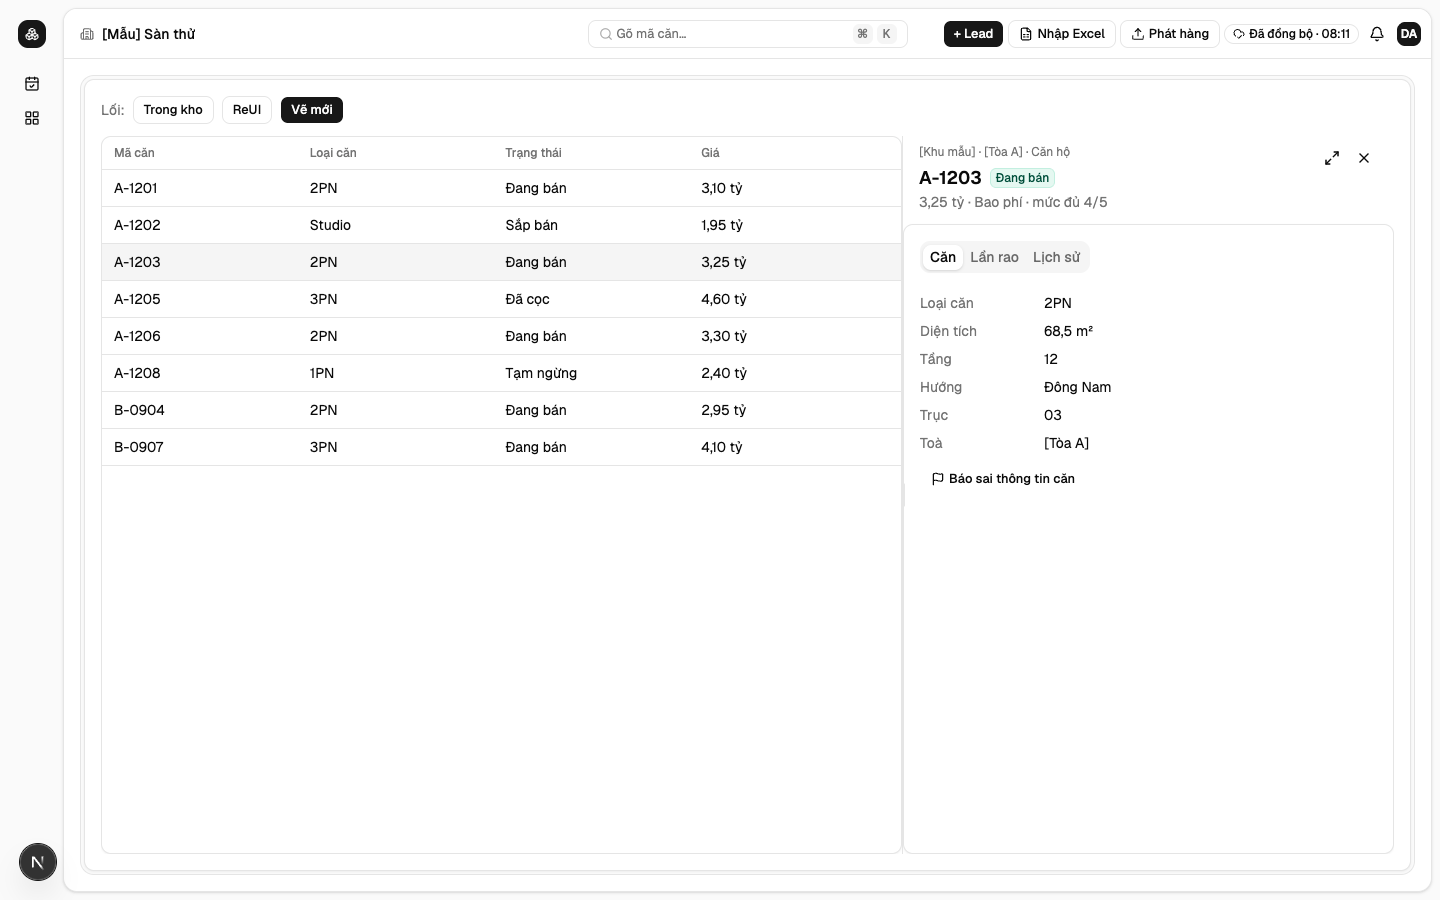 [Mẫu] Sàn thử
Gõ mã căn...
⌘ K
+ Lead
Nhập Excel
Phát hàng
Đã đồng bộ · 08:11
DA
Lối:
Trong kho
ReUI
Vẽ mới
Mã căn Loại căn Trạng thái Giá
A-1201 2PN Đang bán 3,10 tỷ
A-1202 Studio Sắp bán 1,95 tỷ
A-1203 2PN Đang bán 3,25 tỷ
A-1205 3PN Đã cọc 4,60 tỷ
A-1206 2PN Đang bán 3,30 tỷ
A-1208 1PN Tạm ngừng 2,40 tỷ
B-0904 2PN Đang bán 2,95 tỷ
B-0907 3PN Đang bán 4,10 tỷ
[Khu mẫu] · [Tòa A] · Căn hộ
A-1203 Đang bán
3,25 tỷ · Bao phí · mức đủ 4/5
Căn Lần rao Lịch sử
Loại căn 2PN
Diện tích 68,5 m²
Tầng 12
Hướng Đông Nam
Trục 03
Toà [Tòa A]
Báo sai thông tin căn
N